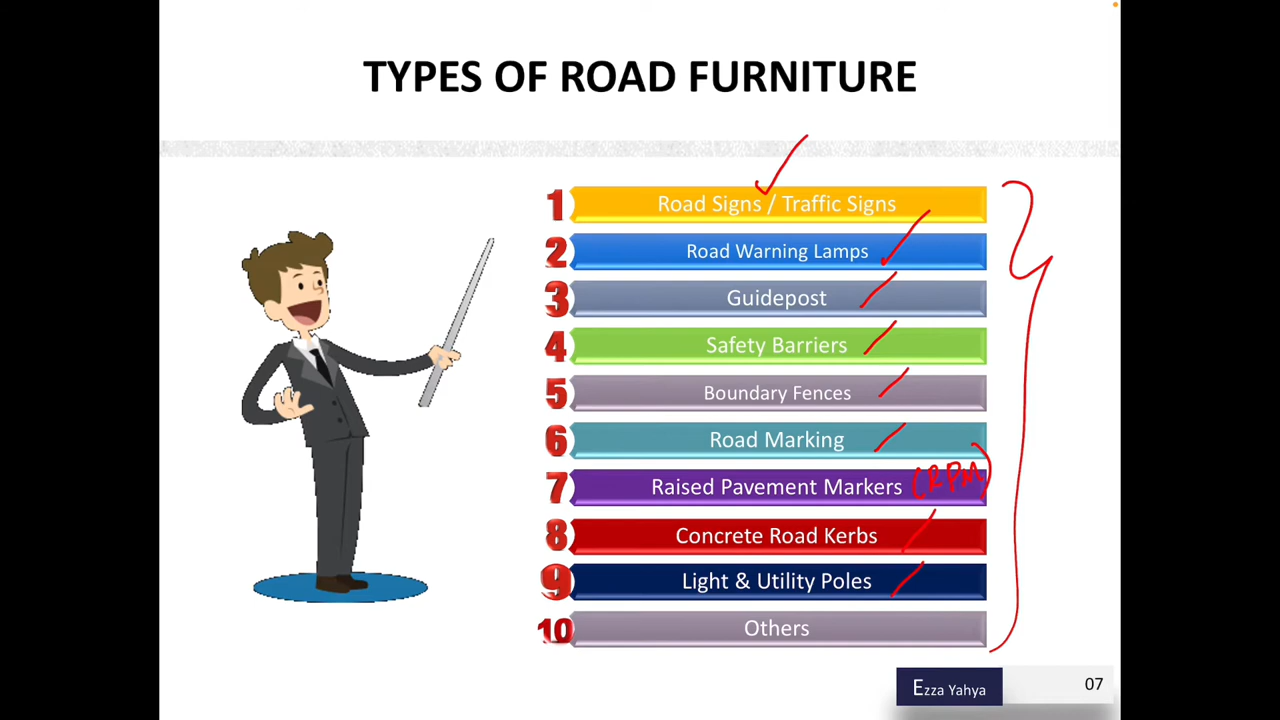 TYPES OF ROAD FURNITURE
1 Road Signs / Traffic Signs
2 Road Warning Lamps
3 Guidepost
4 Safety Barriers
5 Boundary Fences
6 Road Marking
7 Raised Pavement Markers (RPM)
8 Concrete Road Kerbs
9 Light & Utility Poles
10 Others
Ezza Yahya 07